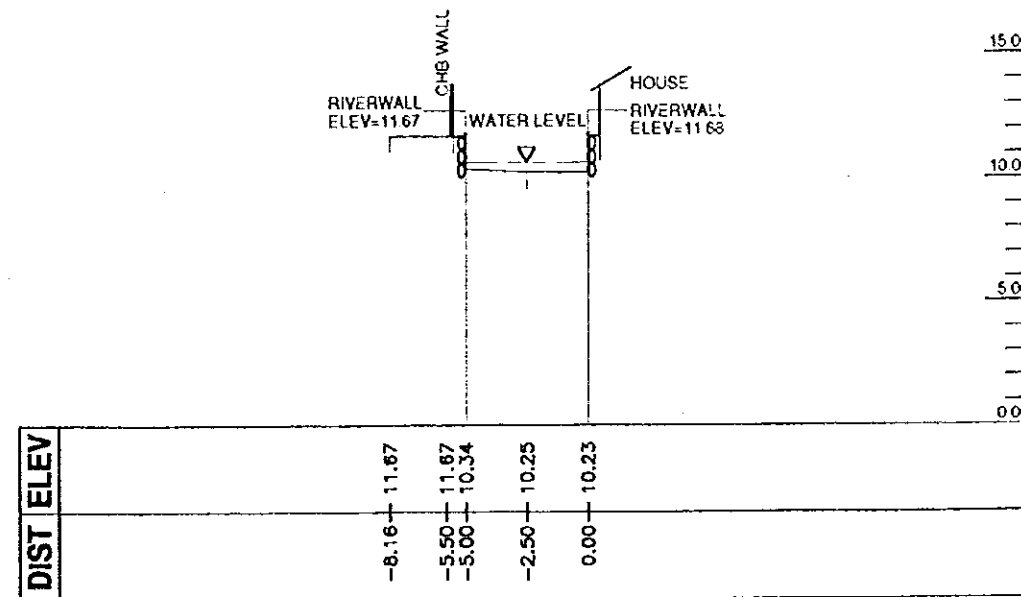 CHB WALL
RIVERWALL
ELEV=11.67
WATER LEVEL
HOUSE
RIVERWALL
ELEV=11.68
15.0
10.0
5.0
0.0
ELEV
11.67
11.67
10.34
10.25
10.23
DIST
-8.16
-5.50
-5.00
-2.50
0.00